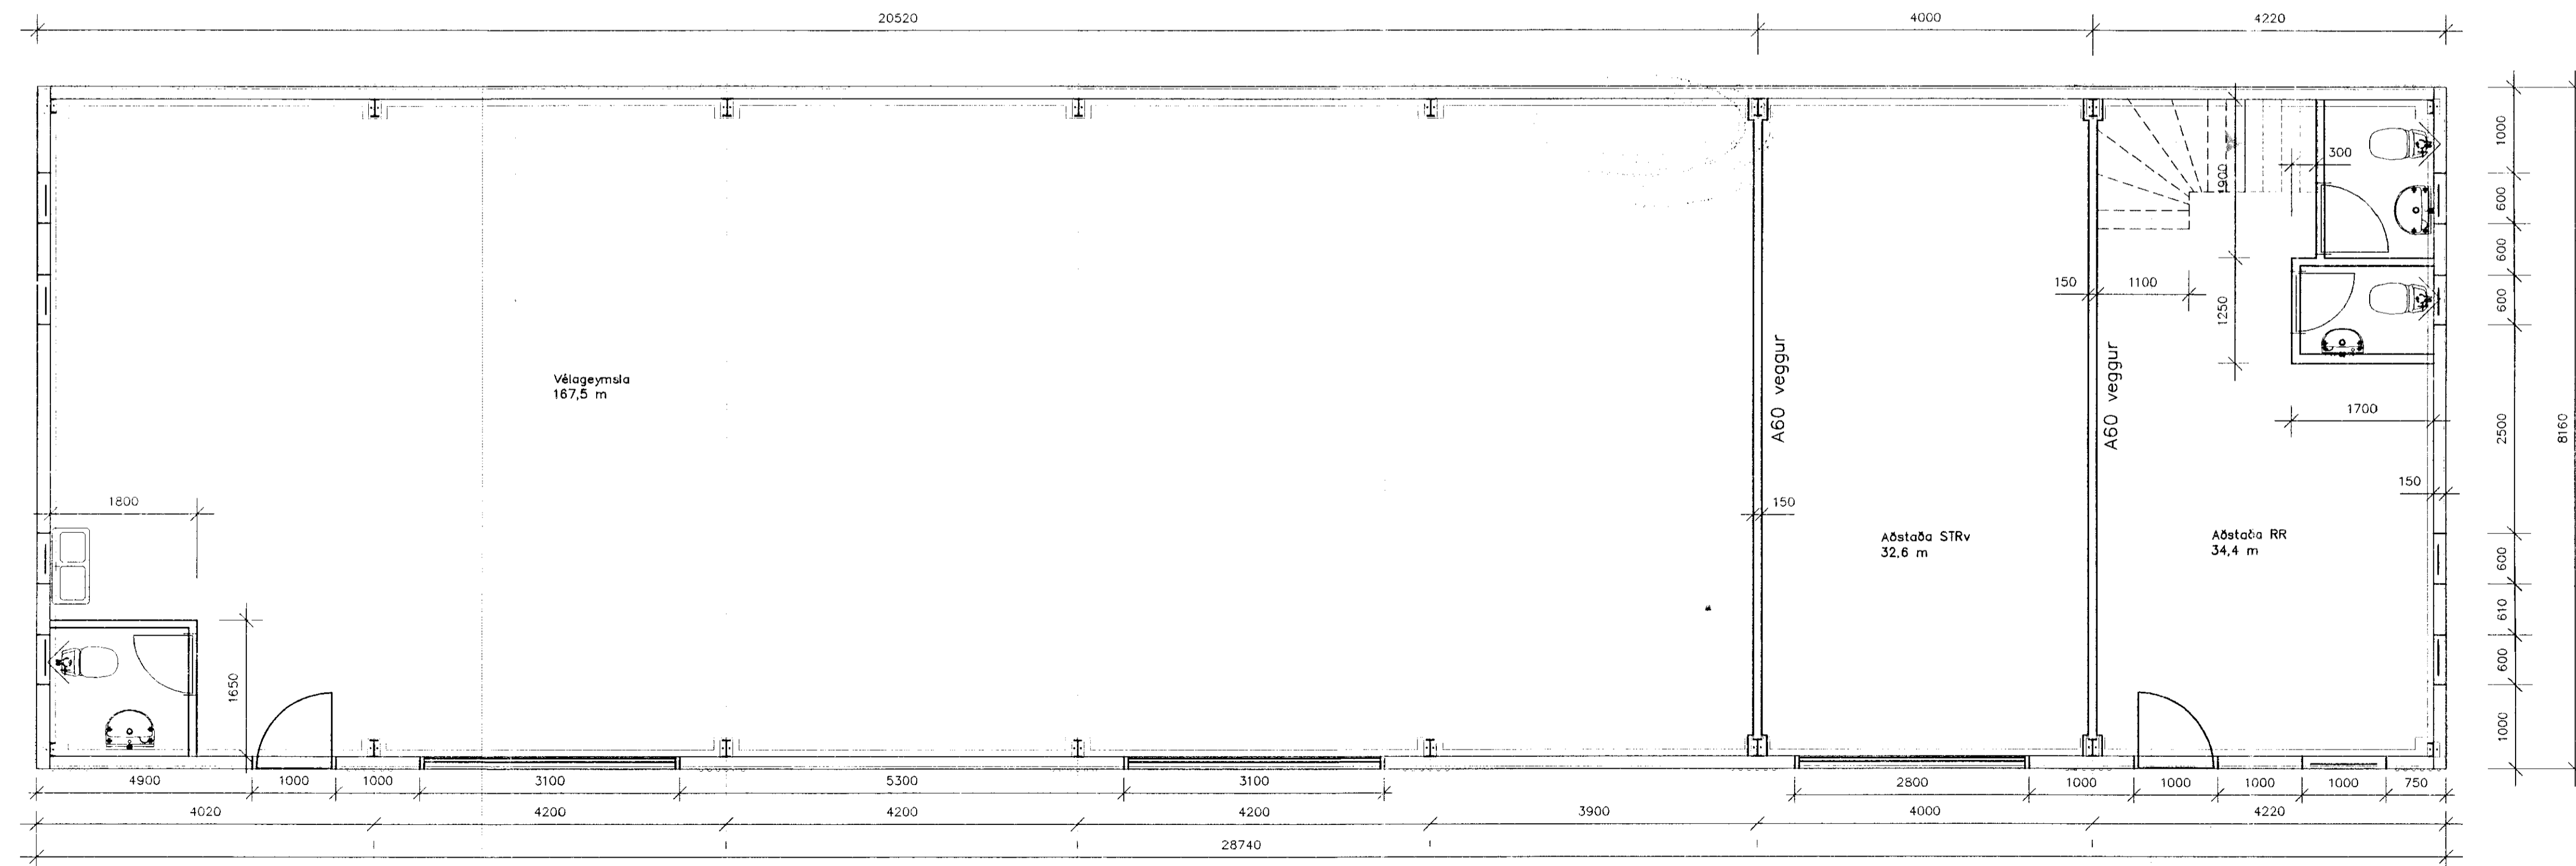 20520 4000 4220
1000
300
600
1900
600
150 1100
600
1250
A60 veggur
A60 veggur
Vélageymsla
167,5 m
1700
2500
8160
1800
150
150
Aðstaða STRv
32,6 m
Aðstaða RR
34,4 m
600
610
600
1650
1000
4900 1000 1000 3100 5300 3100 2800 1000 1000 1000 1000 750
4020 4200 4200 4200 3900 4000 4220
28740